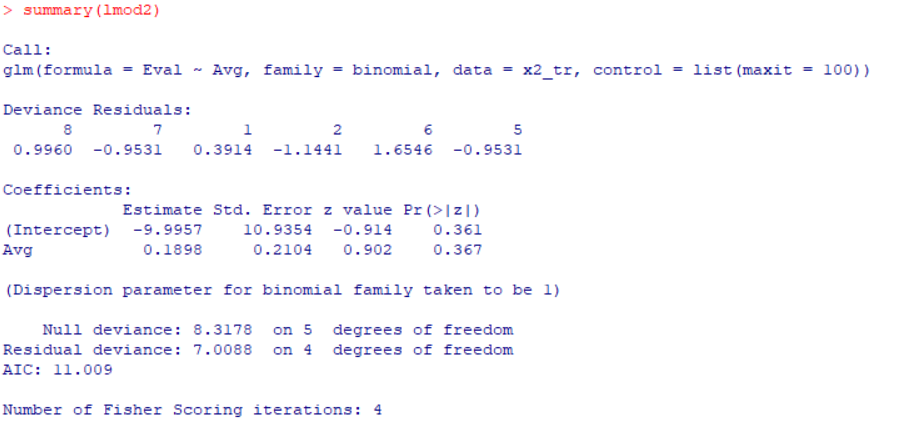 > summary(lmod2)
Call:
glm(formula = Eval ~ Avg, family = binomial, data = x2_tr, control = list(maxit = 100))
Deviance Residuals:
      8        7        1        2        6        5
 0.9960  -0.9531   0.3914  -1.1441   1.6546  -0.9531
Coefficients:
            Estimate Std. Error z value Pr(>|z|)
(Intercept)  -9.9957    10.9354  -0.914    0.361
Avg           0.1898     0.2104   0.902    0.367
(Dispersion parameter for binomial family taken to be 1)
    Null deviance: 8.3178  on 5  degrees of freedom
Residual deviance: 7.0088  on 4  degrees of freedom
AIC: 11.009
Number of Fisher Scoring iterations: 4